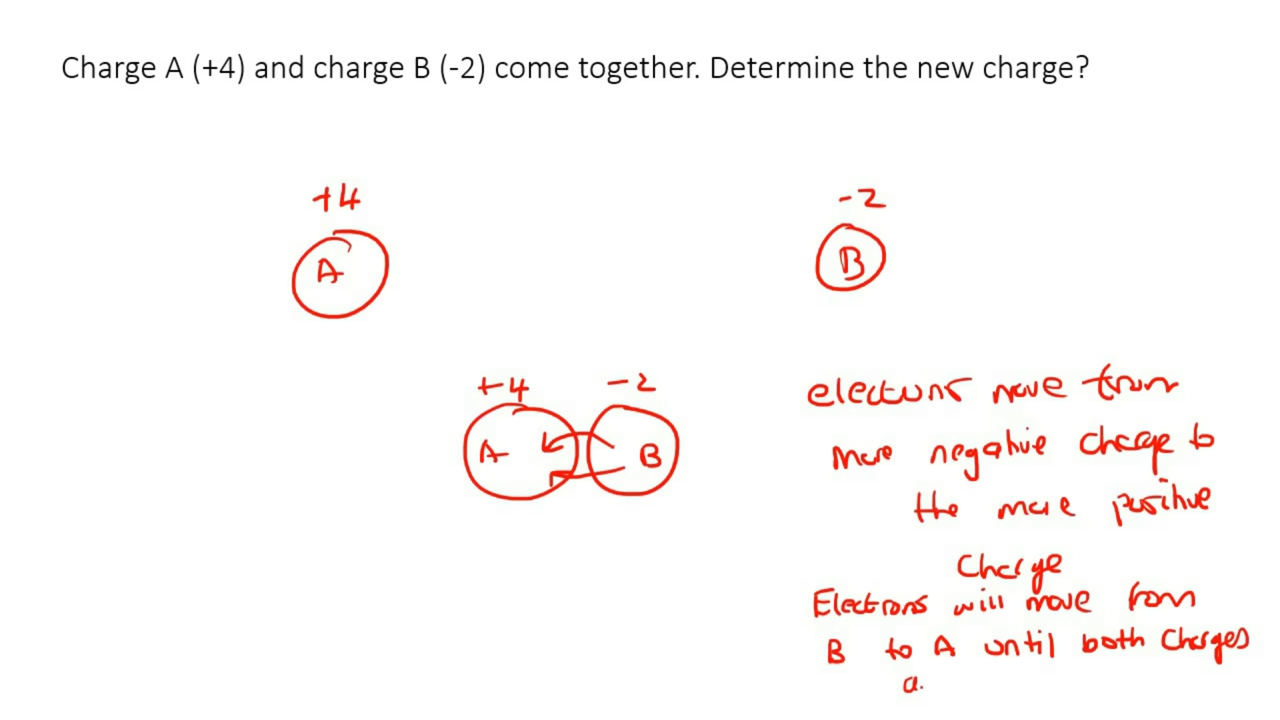 Charge A (+4) and charge B (-2) come together. Determine the new charge?
+4
-2
A
B
+4
-2
A
B
electrons move from
more negative charge to
the more positive
charge
Electrons will move from
B to A until both charges
a.